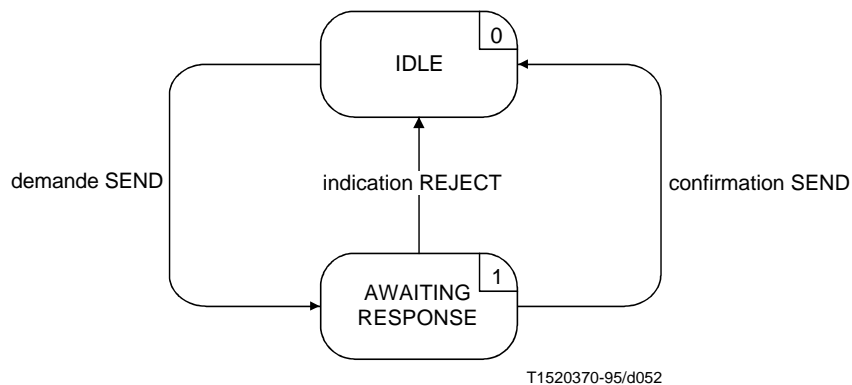 0
IDLE
demande SEND
indication REJECT
confirmation SEND
1
AWAITING
RESPONSE
T1520370-95/d052